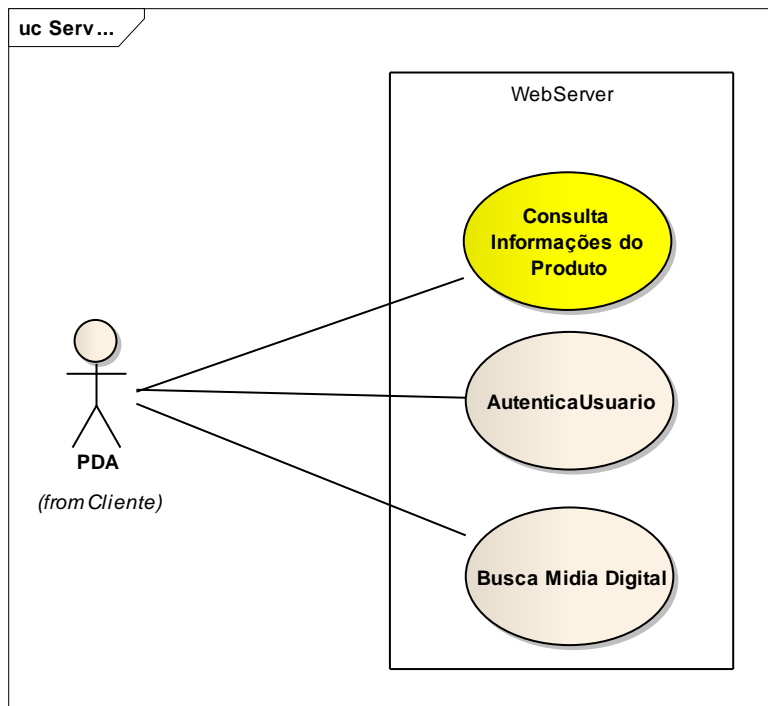 uc Serv...
WebServer
Consulta
Informações do
Produto
AutenticaUsuario
Busca Midia Digital
PDA
(from Cliente)